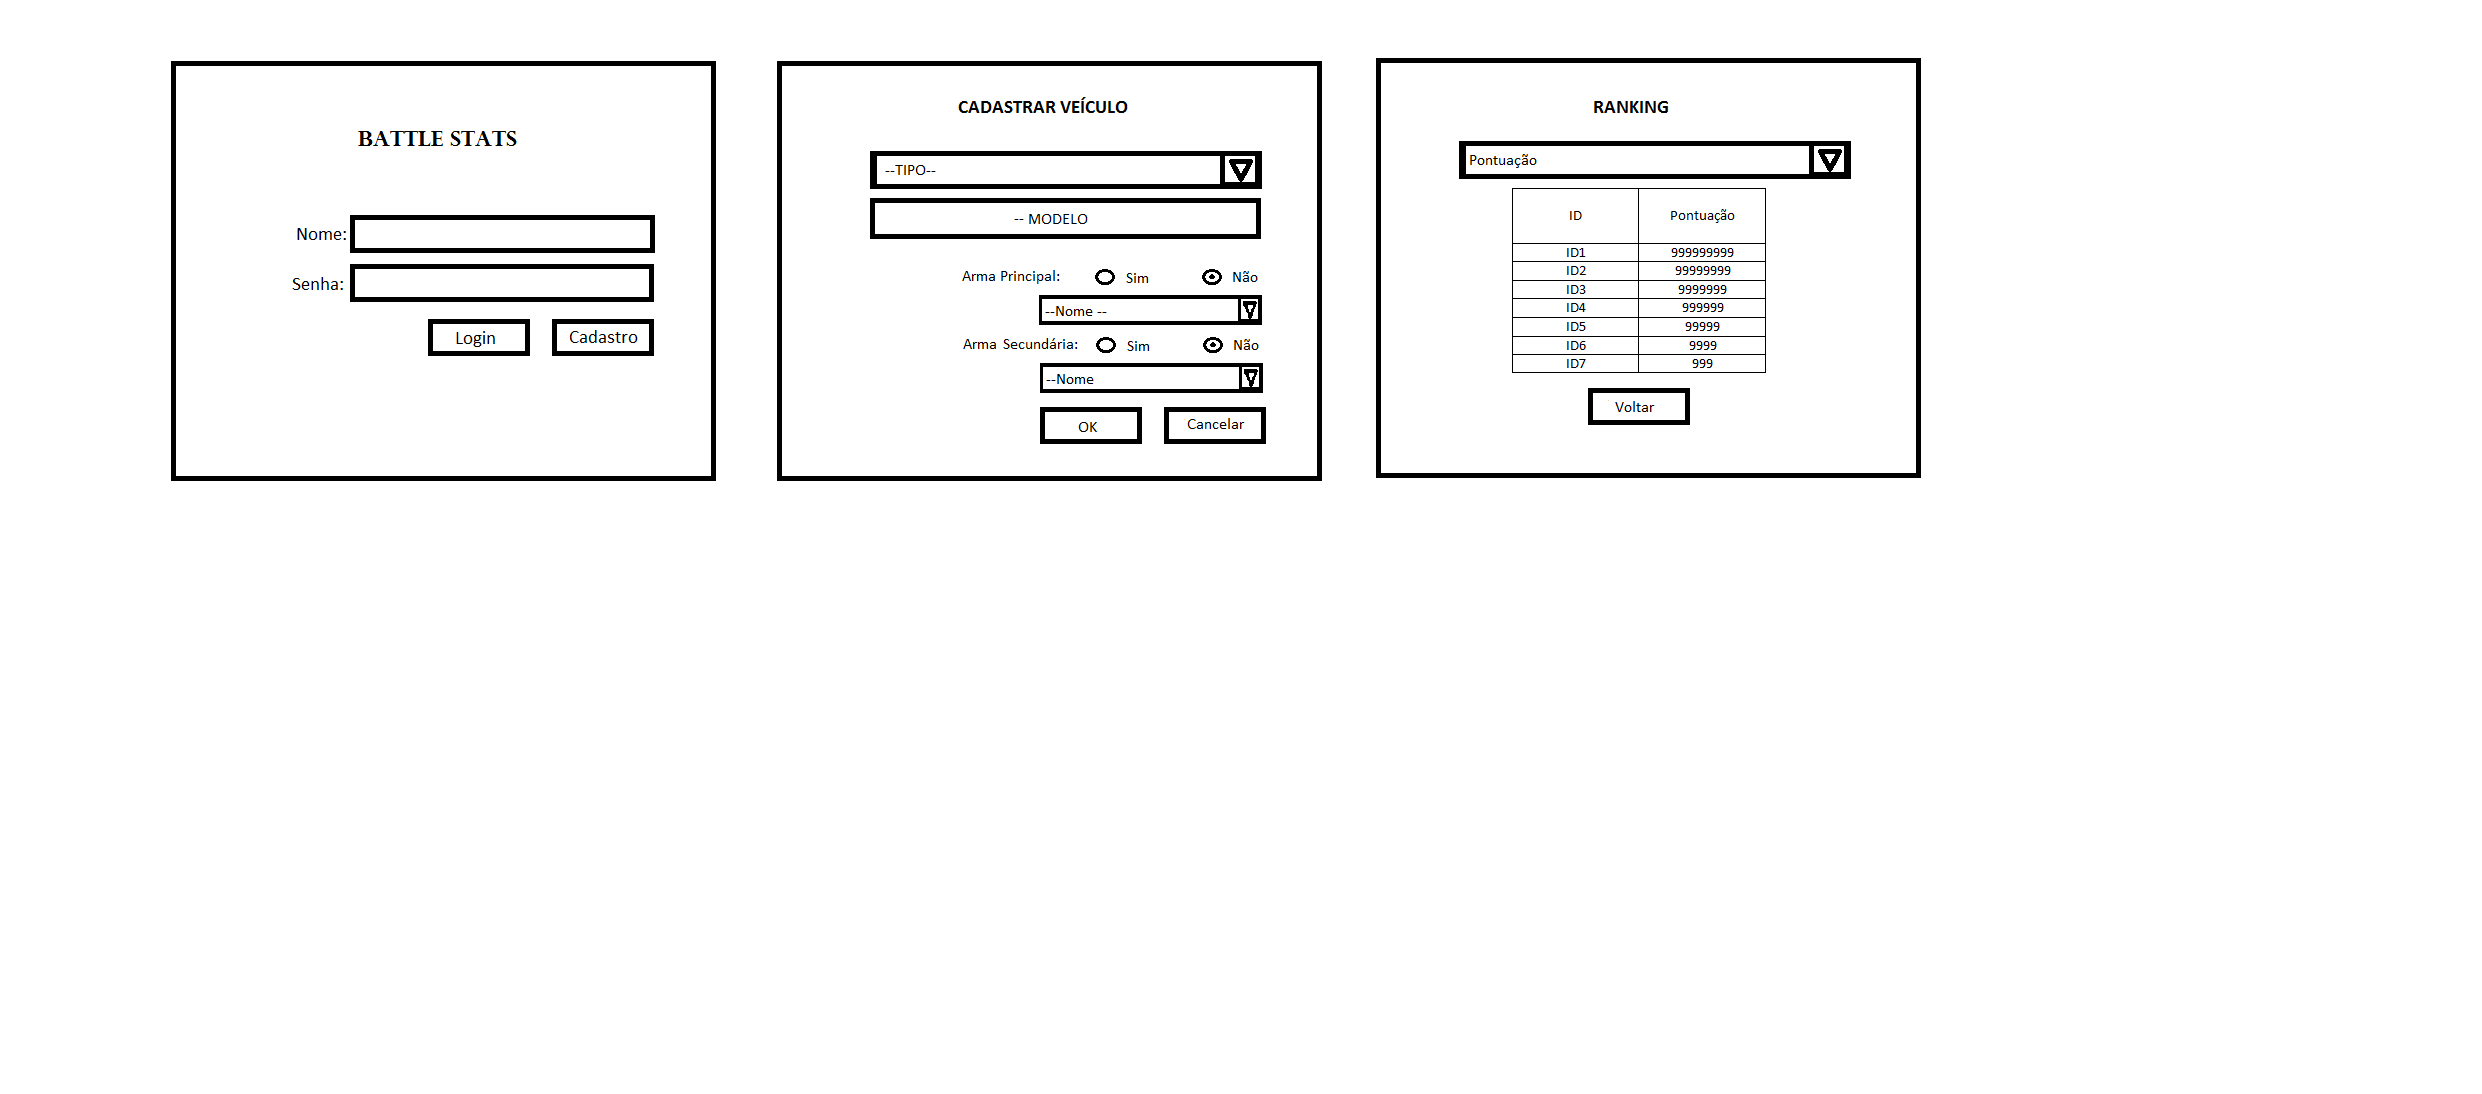 BATTLE STATS
Nome:
Senha:
Login
Cadastro
CADASTRAR VEÍCULO
--TIPO--
-- MODELO
Arma Principal: Sim Não
--Nome --
Arma Secundária: Sim Não
--Nome
OK
Cancelar
RANKING
Pontuação
ID Pontuação
ID1 999999999
ID2 99999999
ID3 9999999
ID4 999999
ID5 99999
ID6 9999
ID7 999
Voltar